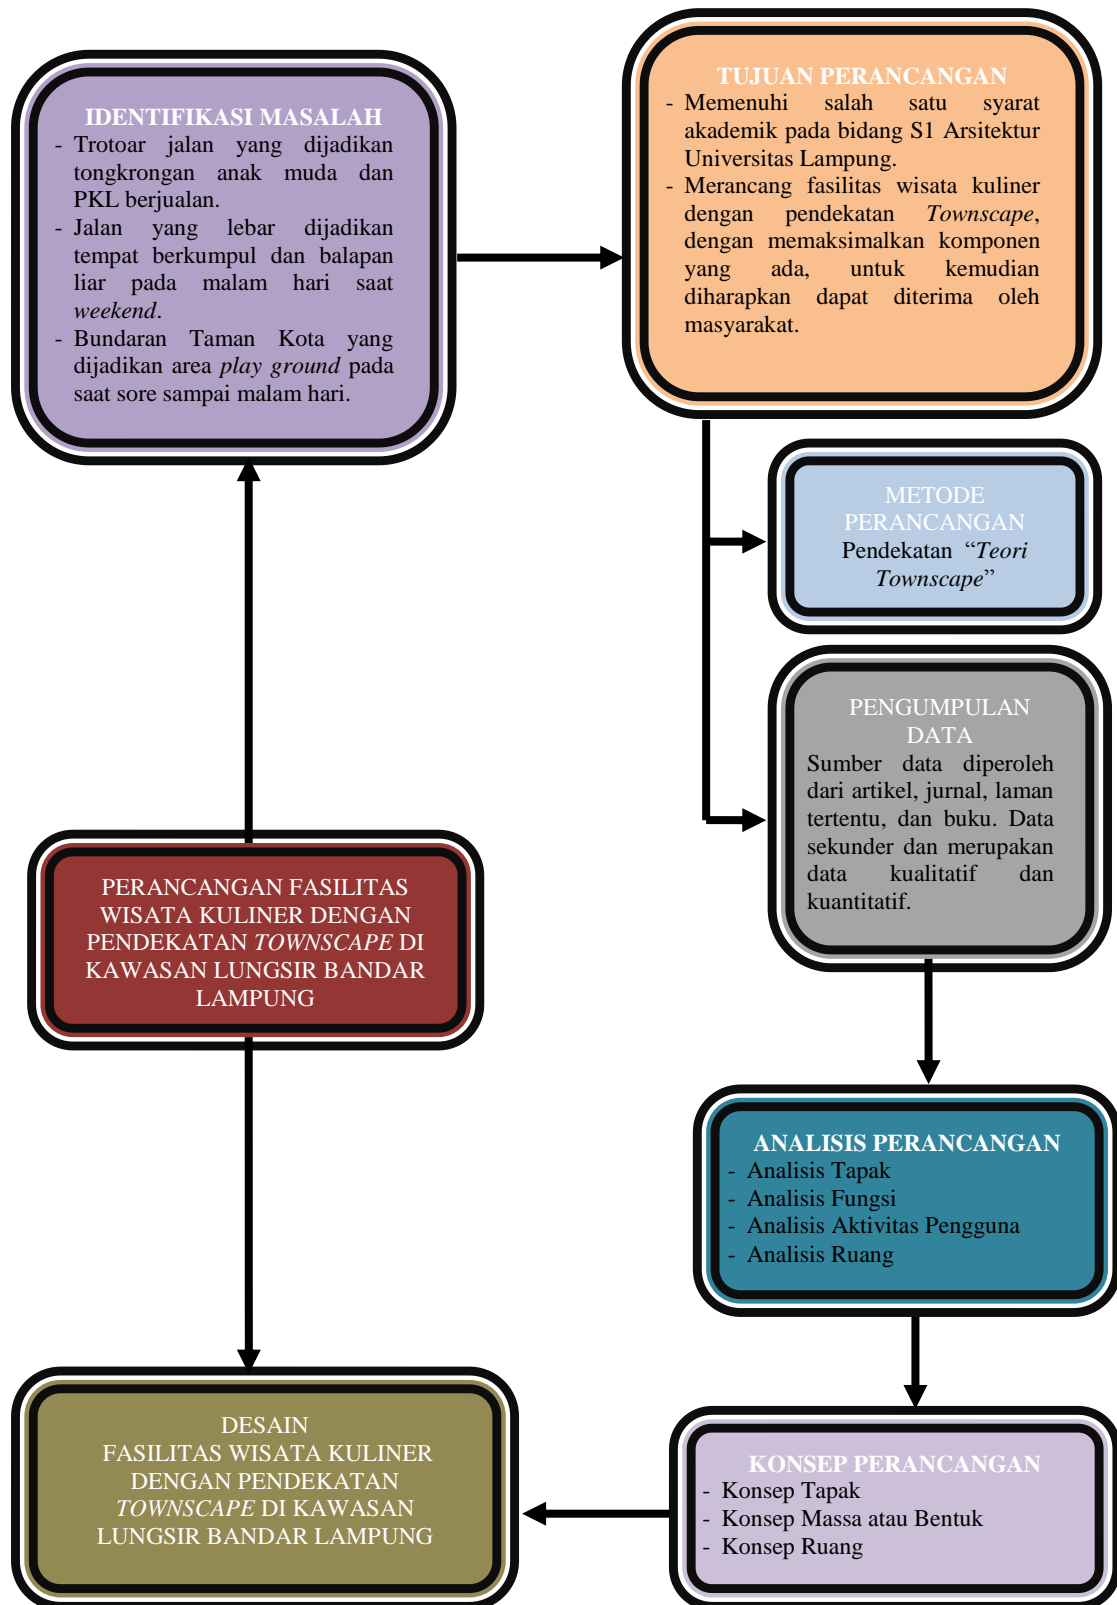 IDENTIFIKASI MASALAH
- Trotoar jalan yang dijadikan
tongkrongan anak muda dan
PKL berjualan.
- Jalan yang lebar dijadikan
tempat berkumpul dan balapan
liar pada malam hari saat
weekend.
- Bundaran Taman Kota yang
dijadikan area play ground pada
saat sore sampai malam hari.
TUJUAN PERANCANGAN
- Memenuhi salah satu syarat
akademik pada bidang S1 Arsitektur
Universitas Lampung.
- Merancang fasilitas wisata kuliner
dengan pendekatan Townscape,
dengan memaksimalkan komponen
yang ada, untuk kemudian
diharapkan dapat diterima oleh
masyarakat.
METODE
PERANCANGAN
Pendekatan “Teori
Townscape”
PENGUMPULAN
DATA
Sumber data diperoleh
dari artikel, jurnal, laman
tertentu, dan buku. Data
sekunder dan merupakan
data kualitatif dan
kuantitatif.
PERANCANGAN FASILITAS
WISATA KULINER DENGAN
PENDEKATAN TOWNSCAPE DI
KAWASAN LUNGSIR BANDAR
LAMPUNG
ANALISIS PERANCANGAN
- Analisis Tapak
- Analisis Fungsi
- Analisis Aktivitas Pengguna
- Analisis Ruang
KONSEP PERANCANGAN
- Konsep Tapak
- Konsep Massa atau Bentuk
- Konsep Ruang
DESAIN
FASILITAS WISATA KULINER
DENGAN PENDEKATAN
TOWNSCAPE DI KAWASAN
LUNGSIR BANDAR LAMPUNG